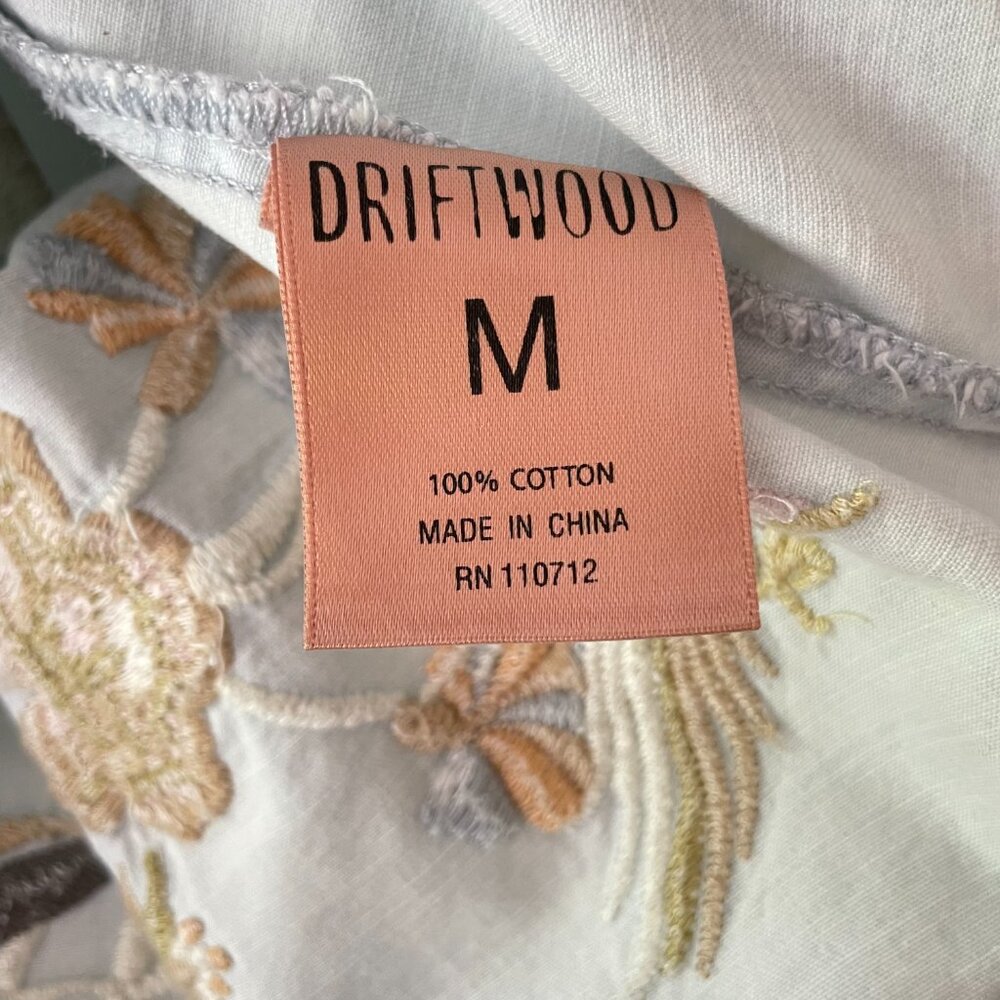 DRIFTWOOD
M
100% COTTON
MADE IN CHINA
RN 110712